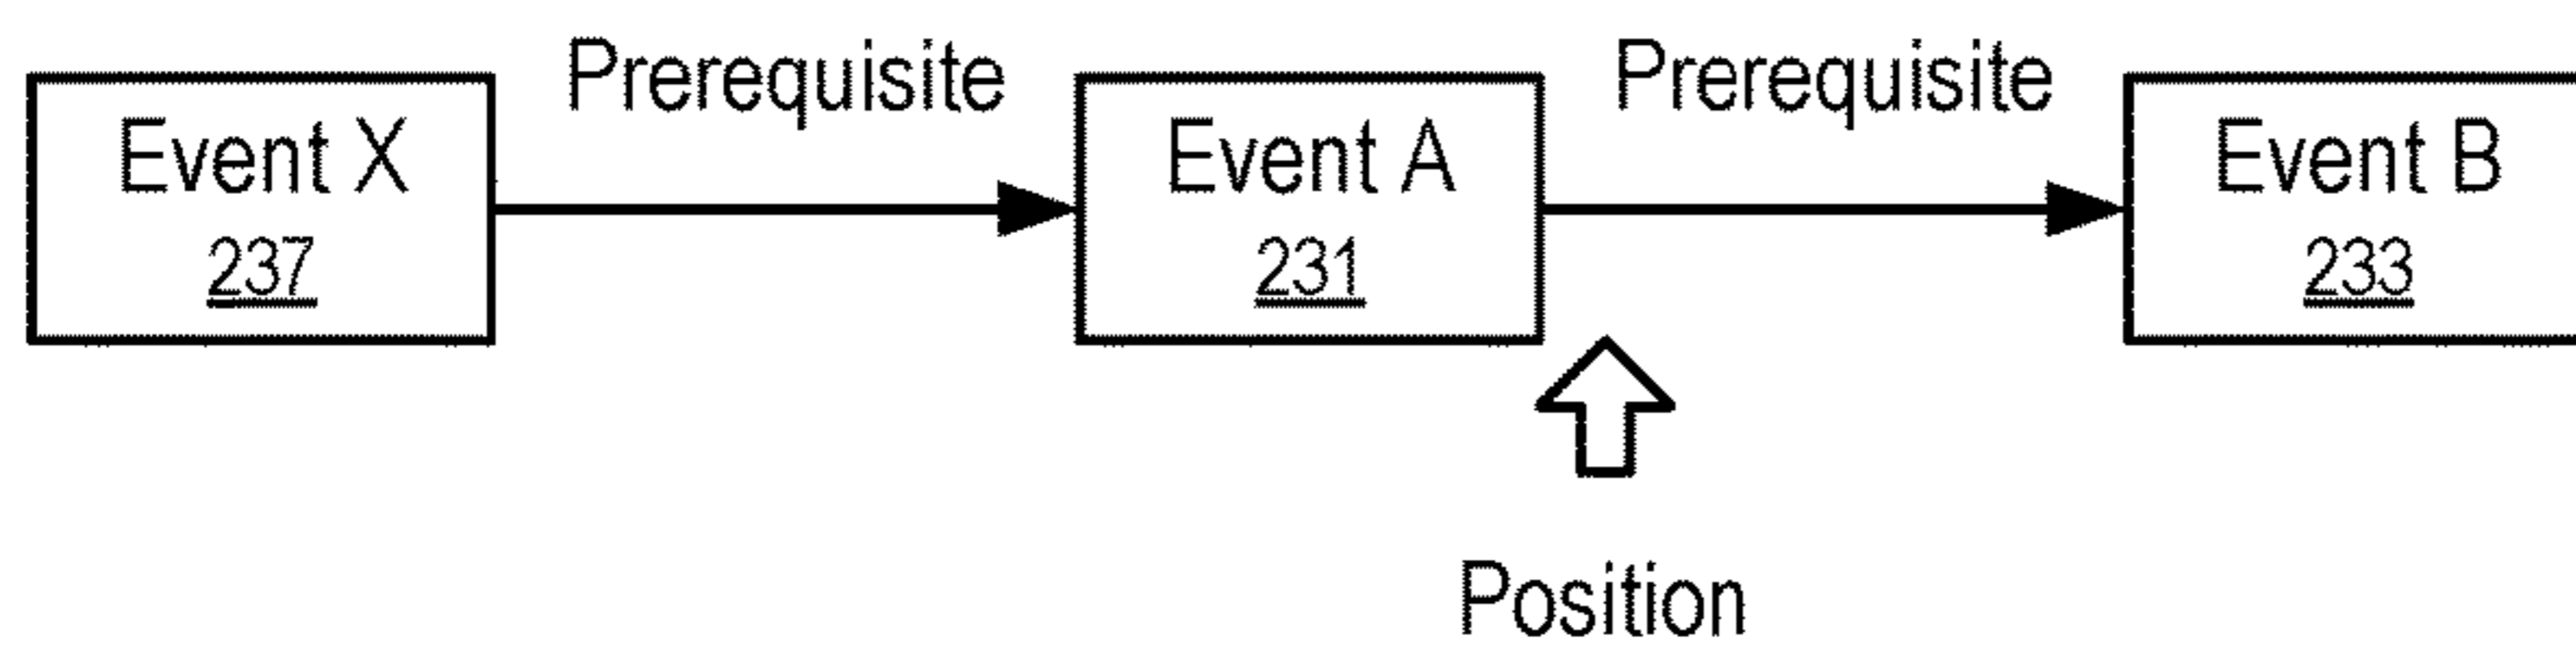 Prerequisite
Prerequisite
Event X
237
Event A
231
Event B
233
Position